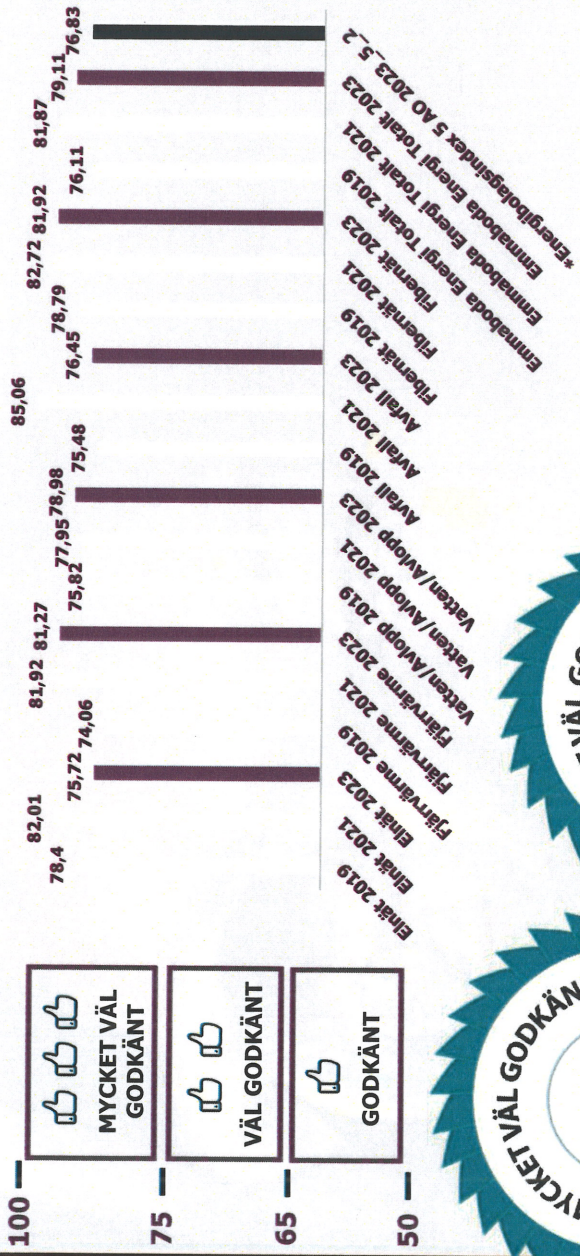 100
75
65
50
MYCKET VÄL
GODKÄNT
VÄL GODKÄNT
GODKÄNT
78,4
82,01
75,72
74,06
81,92
81,27
75,82
77,95
78,98
75,48
85,06
76,45
78,79
82,72
81,92
76,11
81,87
79,11
76,83
Elnät 2019
Elnät 2021
Elnät 2023
Fjärrvärme 2019
Fjärrvärme 2021
Fjärrvärme 2023
Vatten/Avlopp 2019
Vatten/Avlopp 2021
Vatten/Avlopp 2023
Avfall 2019
Avfall 2021
Avfall 2023
Fibernät 2019
Fibernät 2021
Fibernät 2023
Emmaboda Energi Totalt 2019
Emmaboda Energi Totalt 2021
Emmaboda Energi Totalt 2023
*Energibolagsindex 5 AO 2023_5_2
MYCKET VÄL GODKÄN
VÄL GO